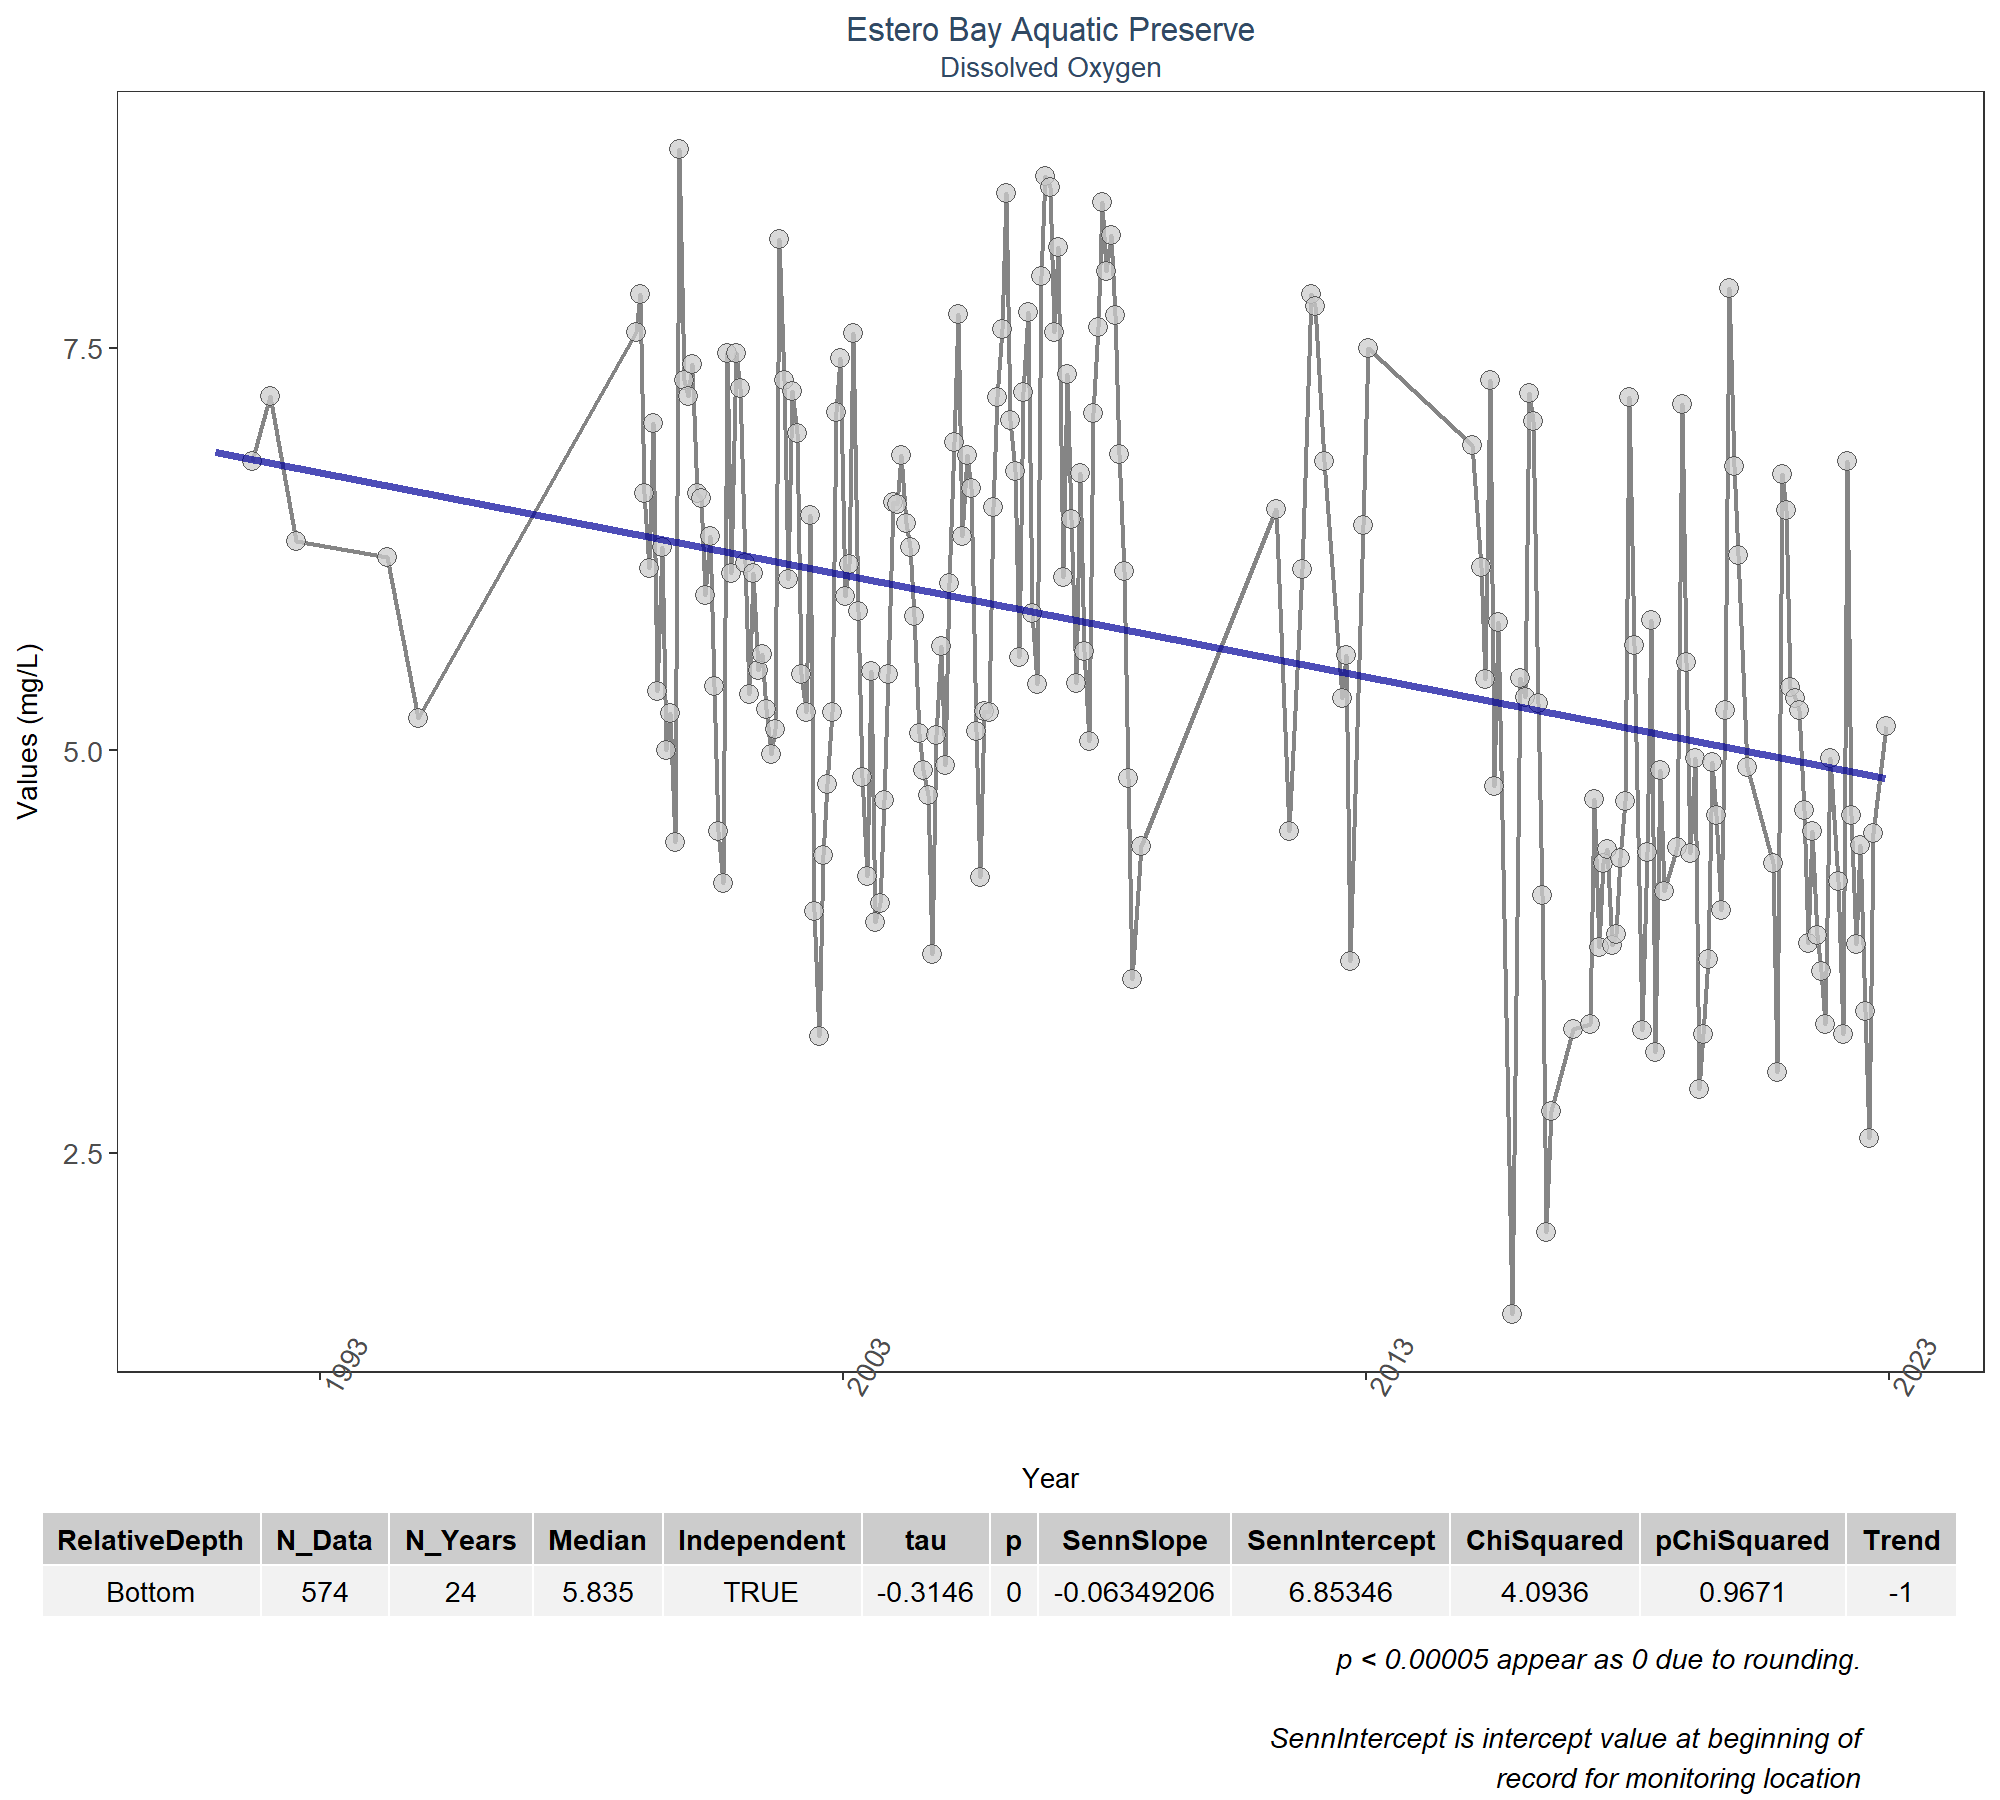 Estero Bay Aquatic Preserve
Dissolved Oxygen
Values (mg/L)
7.5
5.0
2.5
1993
2003
2013
2023
Year
RelativeDepth N_Data N_Years Median Independent tau p SennSlope SennIntercept ChiSquared pChiSquared Trend
Bottom 574 24 5.835 TRUE -0.3146 0 -0.06349206 6.85346 4.0936 0.9671 -1
p < 0.00005 appear as 0 due to rounding.
SennIntercept is intercept value at beginning of
record for monitoring location